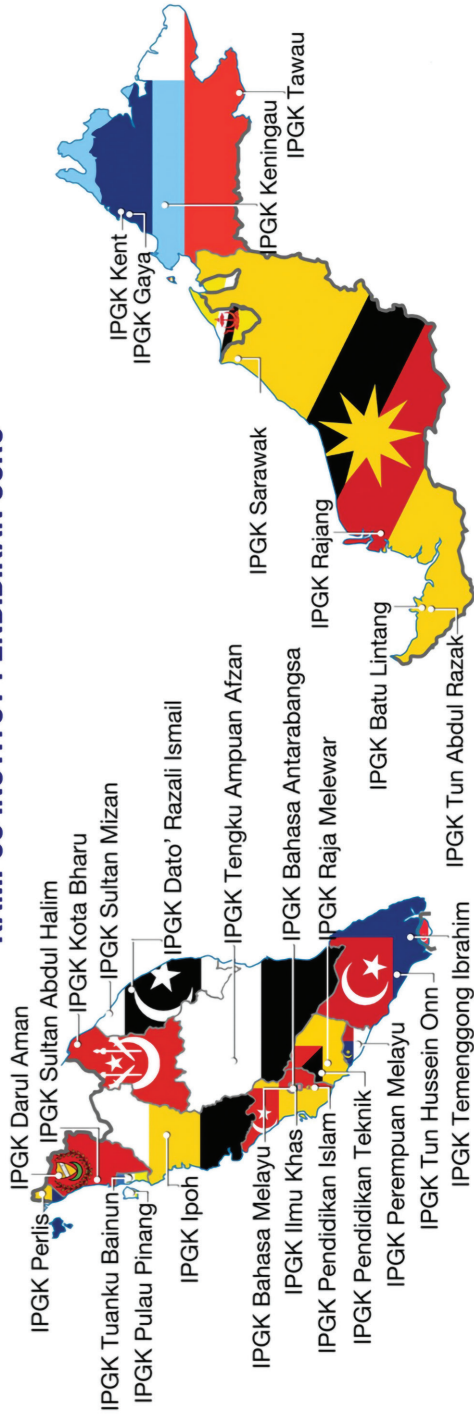 IPGK Perlis
IPGK Darul Aman
IPGK Sultan Abdul Halim
IPGK Kota Bharu
IPGK Sultan Mizan
IPGK Dato’ Razali Ismail
IPGK Tengku Ampuan Afzan
IPGK Bahasa Antarabangsa
IPGK Raja Melewar
IPGK Tuanku Bainun
IPGK Pulau Pinang
IPGK Ipoh
IPGK Bahasa Melayu
IPGK Ilmu Khas
IPGK Pendidikan Islam
IPGK Pendidikan Teknik
IPGK Perempuan Melayu
IPGK Tun Hussein Onn
IPGK Temenggong Ibrahim
IPGK Kent
IPGK Gaya
IPGK Keningau
IPGK Tawau
IPGK Sarawak
IPGK Rajang
IPGK Batu Lintang
IPGK Tun Abdul Razak